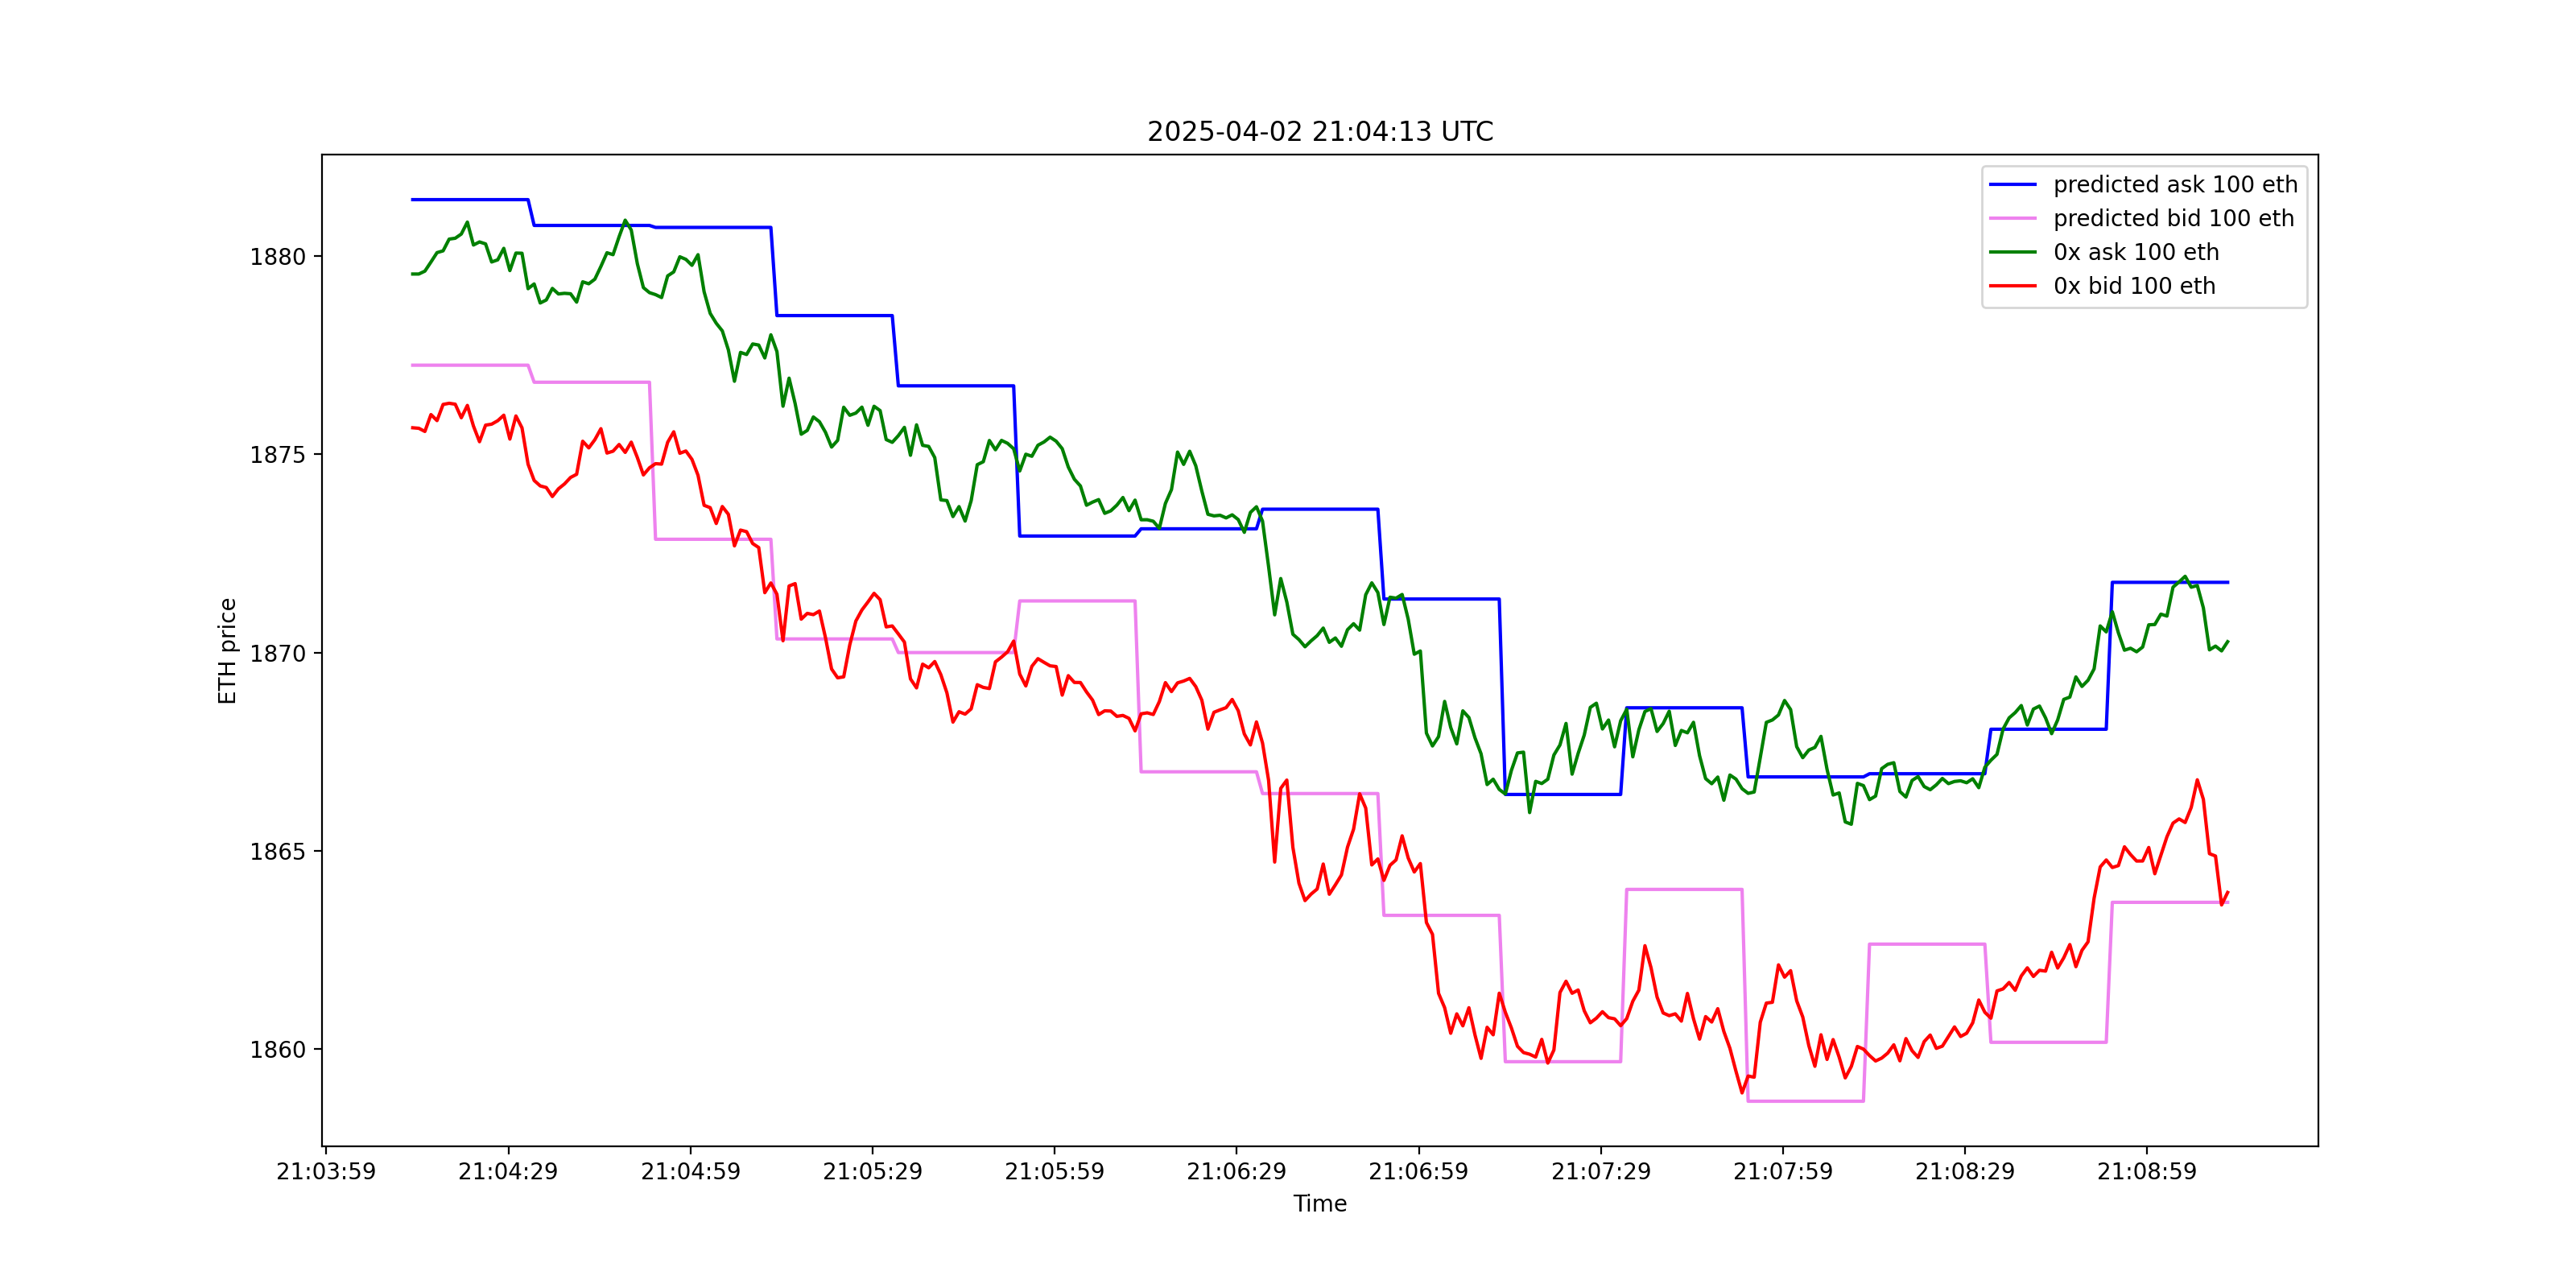 2025-04-02 21:04:13 UTC
predicted ask 100 eth
predicted bid 100 eth
0x ask 100 eth
0x bid 100 eth
ETH price
1880
1875
1870
1865
1860
21:03:59 21:04:29 21:04:59 21:05:29 21:05:59 21:06:29 21:06:59 21:07:29 21:07:59 21:08:29 21:08:59
Time